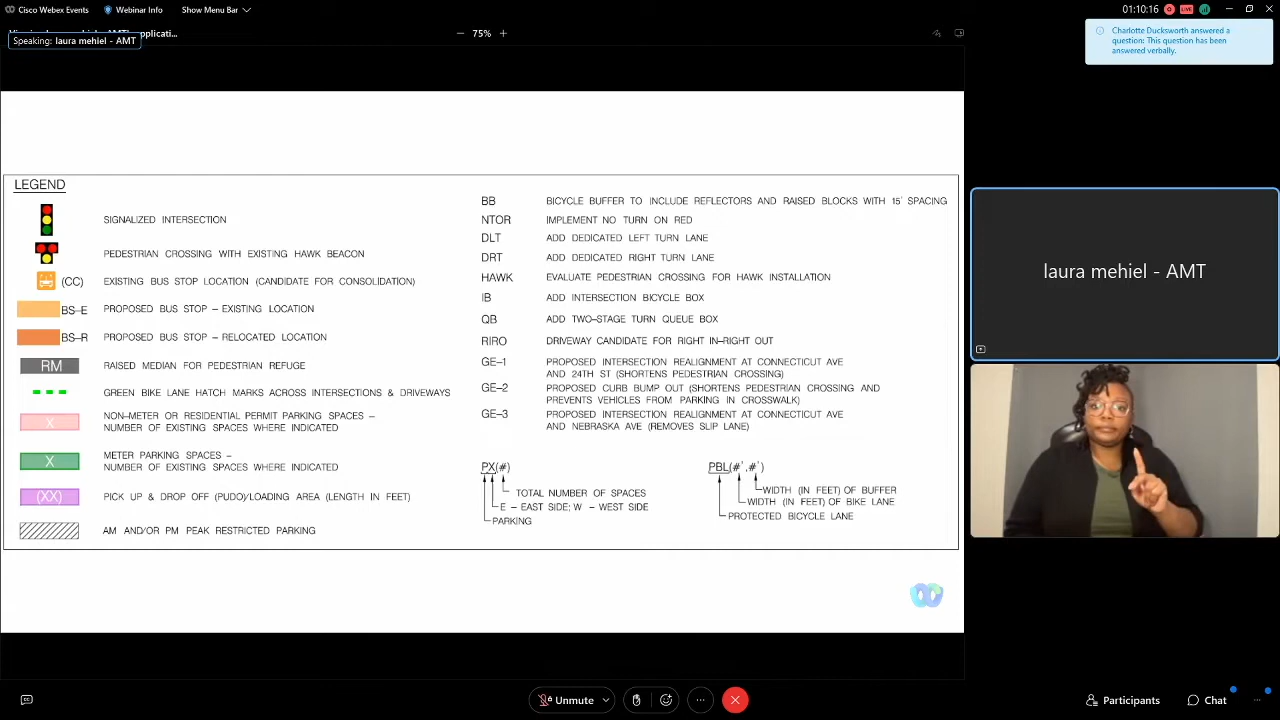 Cisco Webex Events
Webinar Info
Show Menu Bar
01:10:16
LIVE
Speaking: laura mehiel - AMT
75%
Charlotte Ducksworth answered a
question: This question has been
answered verbally.
LEGEND
SIGNALIZED INTERSECTION
PEDESTRIAN CROSSING WITH EXISTING HAWK BEACON
(CC) EXISTING BUS STOP LOCATION (CANDIDATE FOR CONSOLIDATION)
BS-E PROPOSED BUS STOP - EXISTING LOCATION
BS-R PROPOSED BUS STOP - RELOCATED LOCATION
RM RAISED MEDIAN FOR PEDESTRIAN REFUGE
GREEN BIKE LANE HATCH MARKS ACROSS INTERSECTIONS & DRIVEWAYS
X NON-METER OR RESIDENTIAL PERMIT PARKING SPACES -
NUMBER OF EXISTING SPACES WHERE INDICATED
X METER PARKING SPACES -
NUMBER OF EXISTING SPACES WHERE INDICATED
(XX) PICK UP & DROP OFF (PUDO/LOADING AREA (LENGTH IN FEET)
AM AND/OR PM PEAK RESTRICTED PARKING
BB BICYCLE BUFFER TO INCLUDE REFLECTORS AND RAISED BLOCKS WITH 15' SPACING
NTOR IMPLEMENT NO TURN ON RED
DLT ADD DEDICATED LEFT TURN LANE
DRT ADD DEDICATED RIGHT TURN LANE
HAWK EVALUATE PEDESTRIAN CROSSING FOR HAWK INSTALLATION
IB ADD INTERSECTION BICYCLE BOX
QB ADD TWO-STAGE TURN QUEUE BOX
RIRO DRIVEWAY CANDIDATE FOR RIGHT IN-RIGHT OUT
GE-1 PROPOSED INTERSECTION REALIGNMENT AT CONNECTICUT AVE
AND 24TH ST (SHORTENS PEDESTRIAN CROSSING)
GE-2 PROPOSED CURB BUMP OUT (SHORTENS PEDESTRIAN CROSSING AND
PREVENTS VEHICLES FROM PARKING IN CROSSWALK)
GE-3 PROPOSED INTERSECTION REALIGNMENT AT CONNECTICUT AVE
AND NEBRASKA AVE (REMOVES SLIP LANE)
PX(#)
TOTAL NUMBER OF SPACES
E - EAST SIDE; W - WEST SIDE
PARKING
PBL(#',#')
WIDTH (IN FEET) OF BUFFER
WIDTH (IN FEET) OF BIKE LANE
PROTECTED BICYCLE LANE
laura mehiel - AMT
Unmute
Participants
Chat